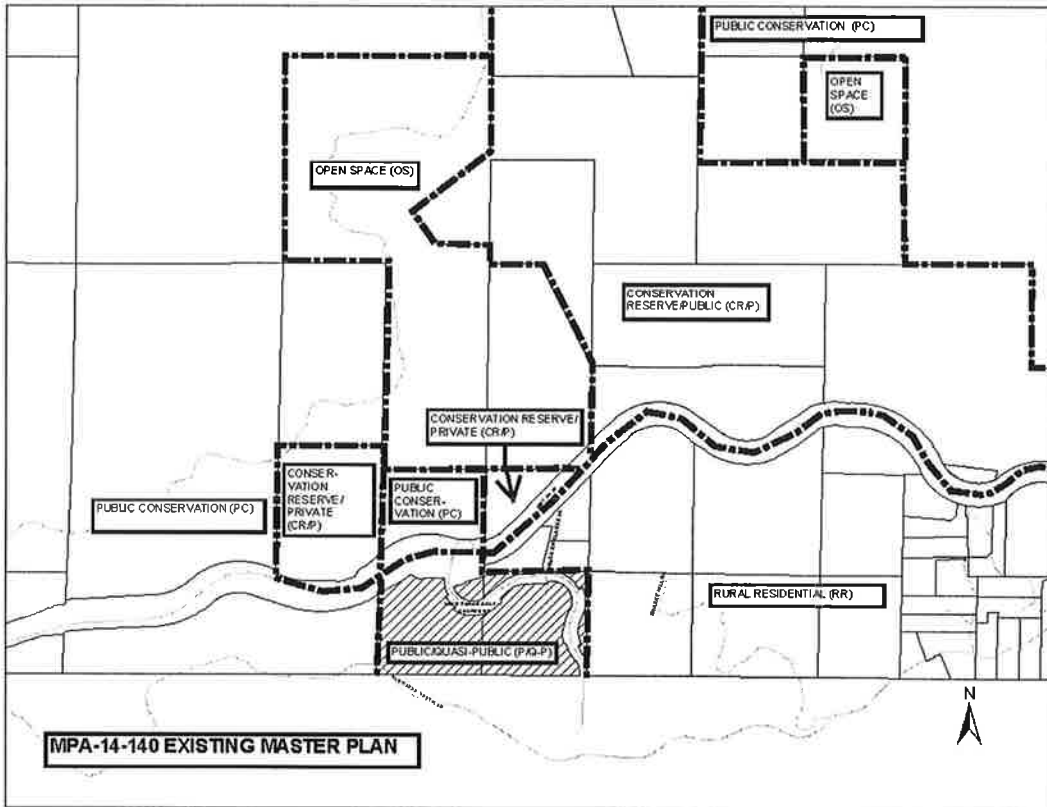 PUBLIC CONSERVATION (PC)
OPEN
SPACE
(OS)
OPEN SPACE (OS)
CONSERVATION
RESERVE/PUBLIC (CR/P)
CONSERVATION RESERVE/
PRIVATE (CR/P)
CONSER-
VATION
RESERVE/
PRIVATE
(CR/P)
PUBLIC
CONSER-
VATION (PC)
PUBLIC CONSERVATION (PC)
RURAL RESIDENTIAL (RR)
PUBLIC/QUASI-PUBLIC (P/Q-P)
N
MPA-14-140 EXISTING MASTER PLAN